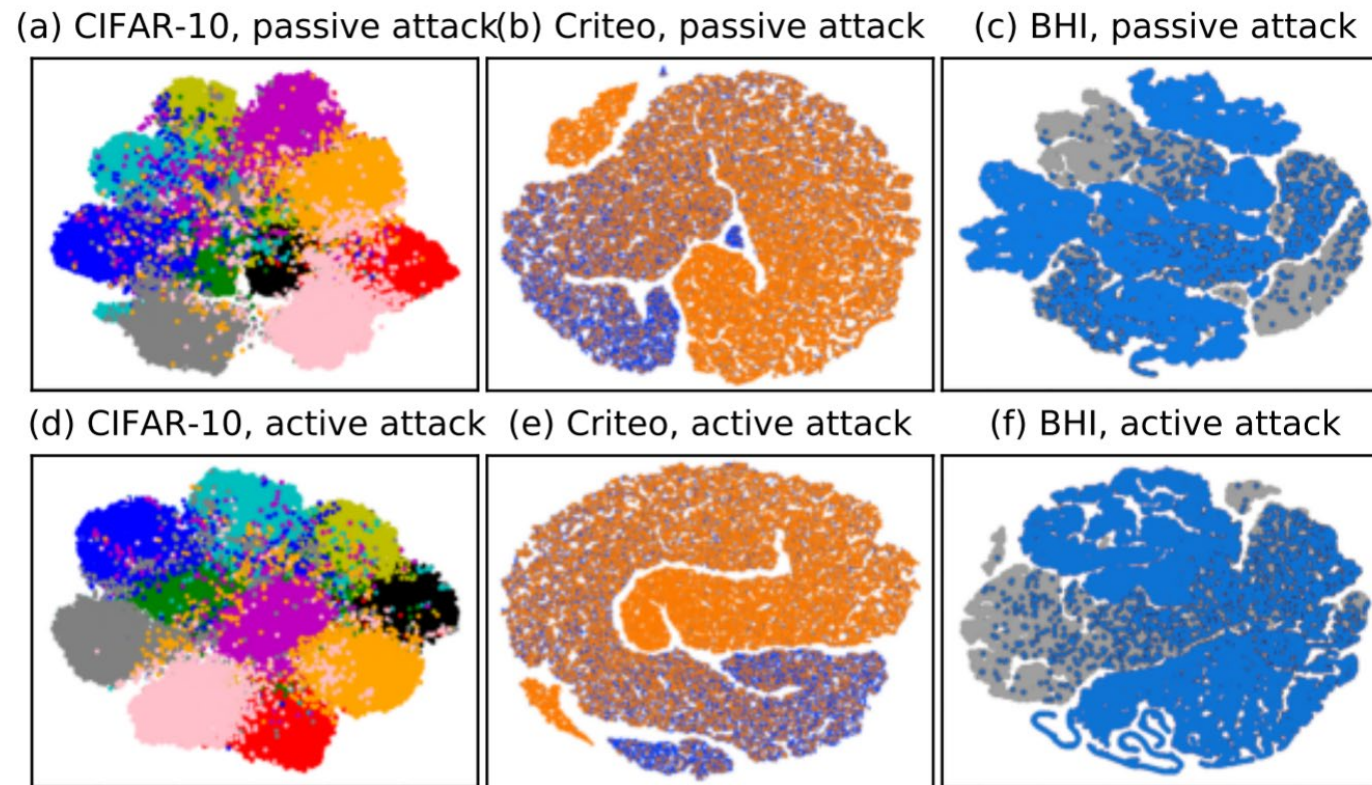 (a) CIFAR-10, passive attack
(b) Criteo, passive attack
(c) BHI, passive attack
(d) CIFAR-10, active attack
(e) Criteo, active attack
(f) BHI, active attack